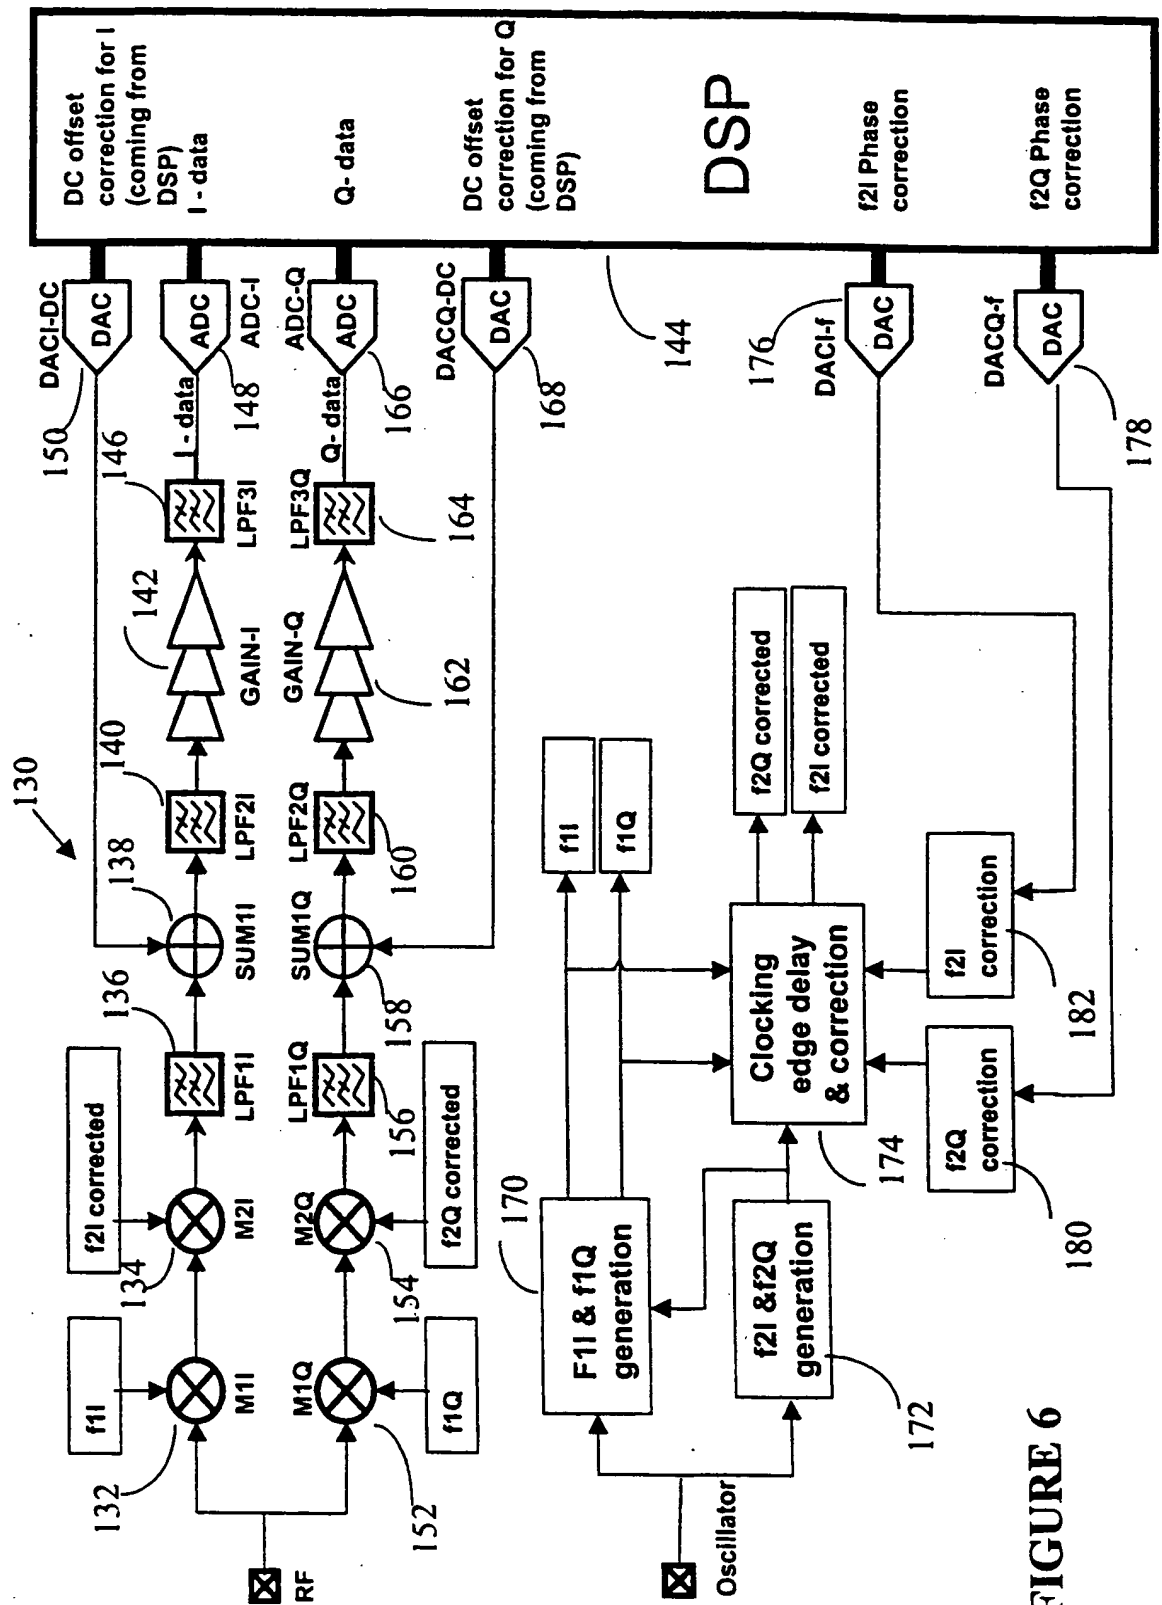 130
DC offset
correction for I
(coming from
DSP)
I - data
Q- data
DC offset
correction for Q
(coming from
DSP)
DSP
f2I Phase
correction
f2Q Phase
correction
144
DACI-DC
DAC
150
ADC
ADC-I
148
I - data
146
LPF3I
142
GAIN-I
140
LPF2I
138
SUM1I
136
LPF1I
f2I corrected
134
M2I
f1I
132
M1I
RF
ADC-Q
ADC
166
Q- data
LPF3Q
164
GAIN-Q
162
LPF2Q
160
SUM1Q
158
LPF1Q
156
M2Q
154
f2Q corrected
M1Q
152
f1Q
DACQ-DC
DAC
168
176
DAC
DACI-f
DACQ-f
DAC
178
f1I
f1Q
f2Q corrected
f2I corrected
170
F1I & f1Q
generation
f2I &f2Q
generation
172
Clocking
edge delay
& correction
174
f2I
correction
182
f2Q
correction
180
Oscillator
FIGURE 6